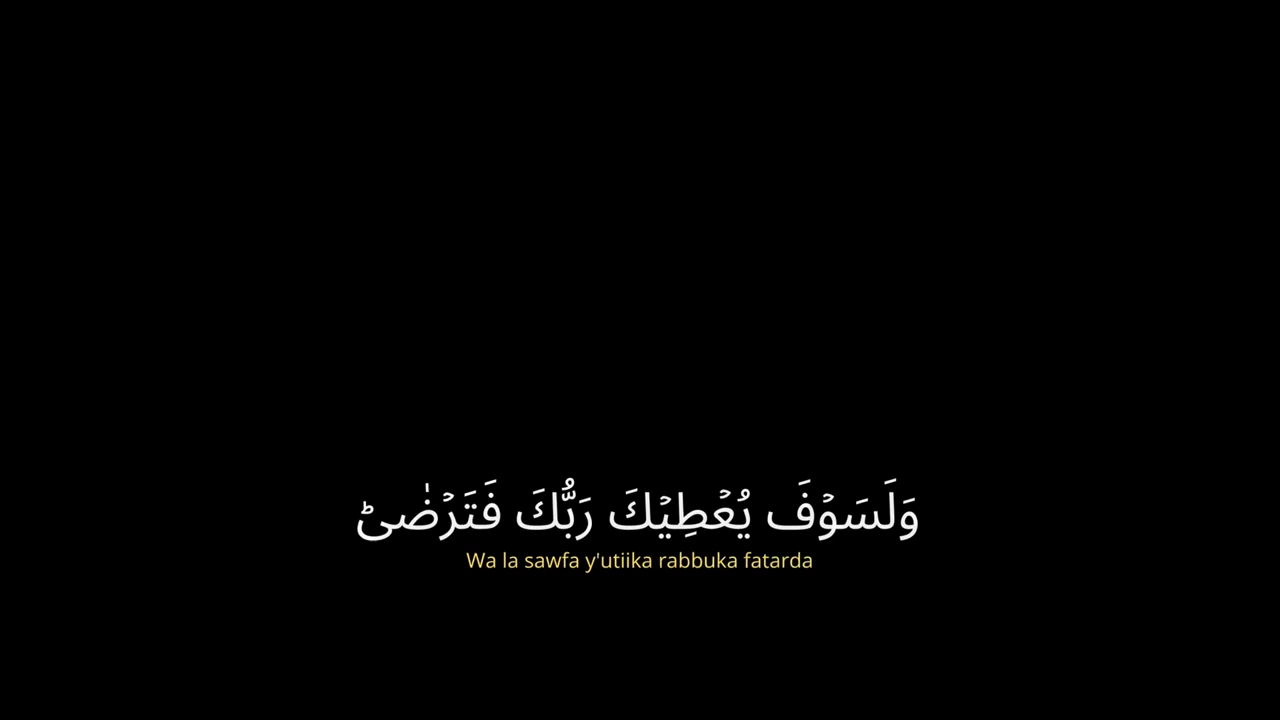 وَلَسَوۡفَ يُعۡطِيۡكَ رَبُّكَ فَتَرۡضٰىؕ
Wa la sawfa y'utiika rabbuka fatarda